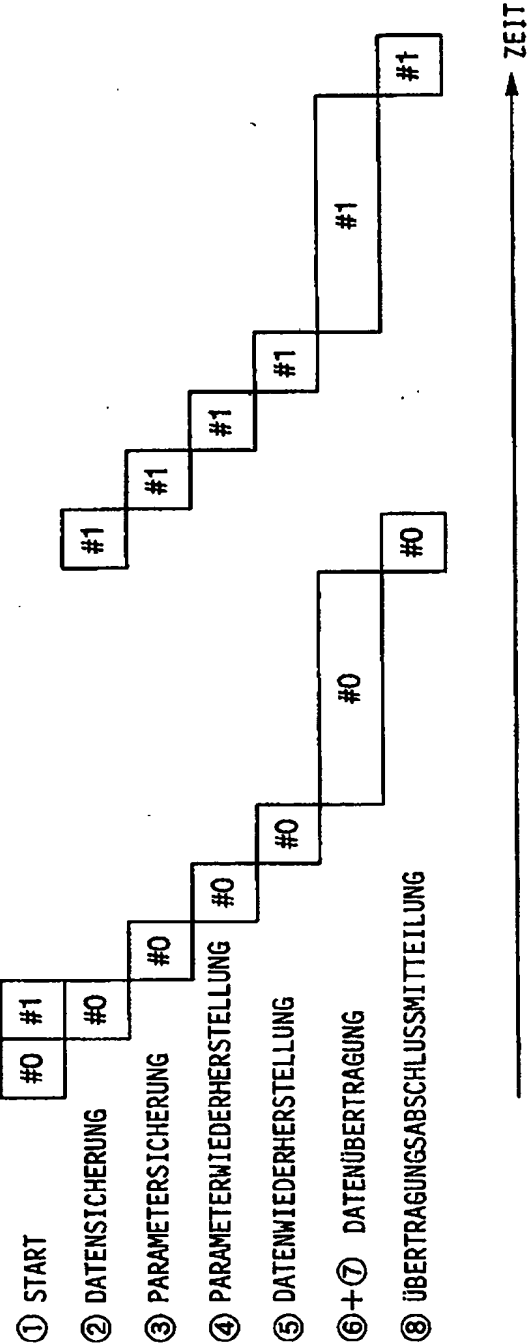 ① START #0 #1
② DATENSICHERUNG #0 #1
③ PARAMETERSICHERUNG #0 #1
④ PARAMETERWIEDERHERSTELLUNG #0 #1
⑤ DATENWIEDERHERSTELLUNG #0 #1
⑥+⑦ DATENÜBERTRAGUNG #0 #1
⑧ ÜBERTRAGUNGSABSCHLUSSMITTEILUNG #0 #1
ZEIT